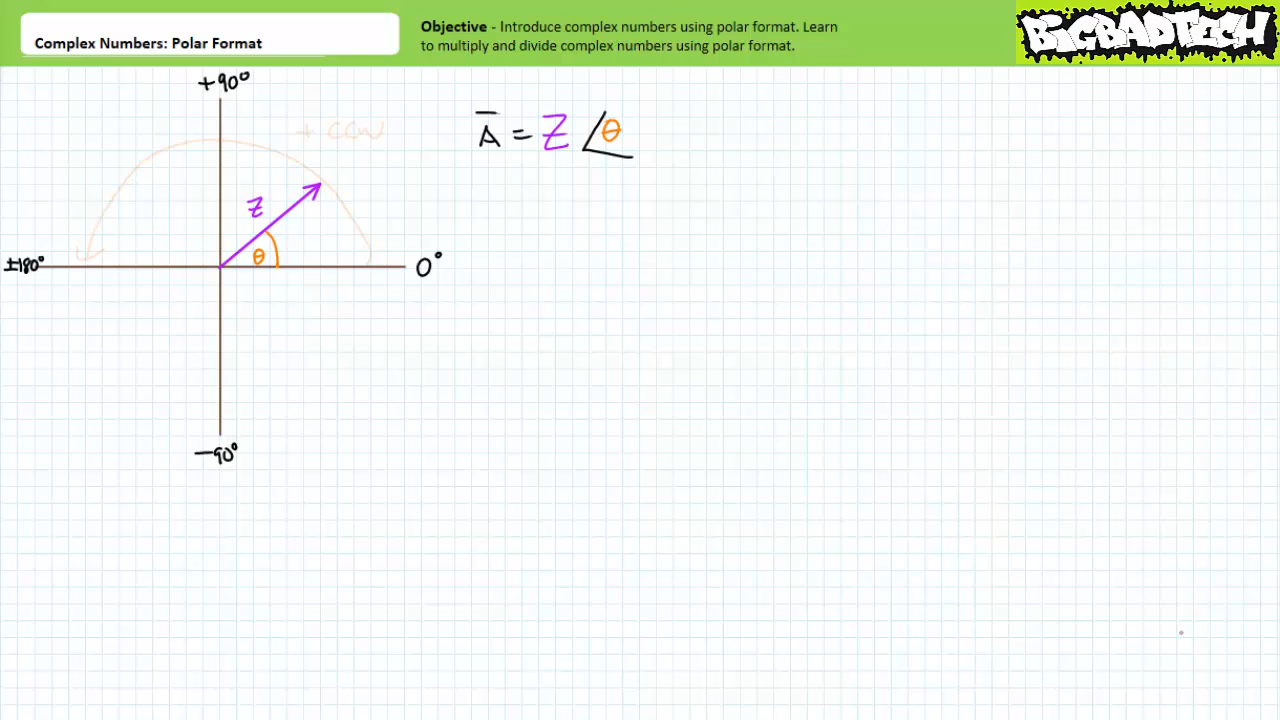 Complex Numbers: Polar Format
Objective - Introduce complex numbers using polar format. Learn
to multiply and divide complex numbers using polar format.
BIGBADTECH
+90°
+ CCW
A̅ = Z ∠θ
Z
θ
±180°
0°
−90°